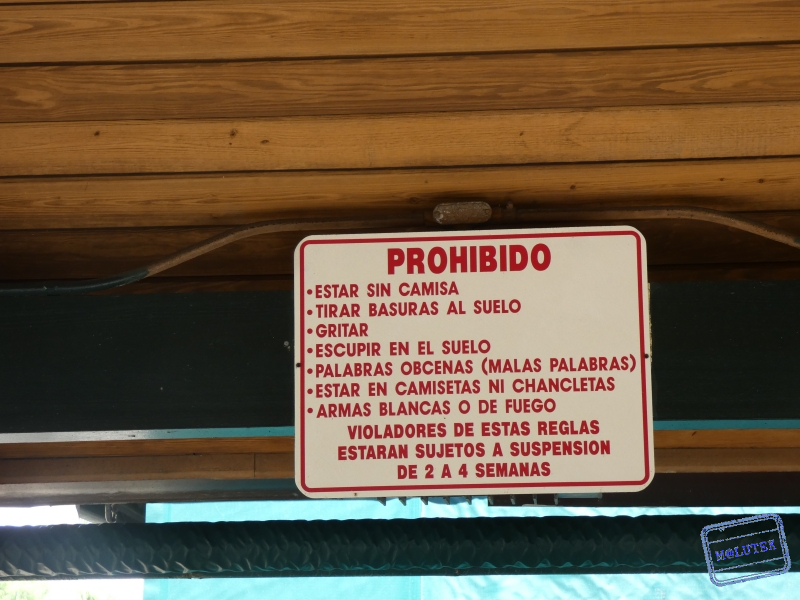 PROHIBIDO
•ESTAR SIN CAMISA
•TIRAR BASURAS AL SUELO
•GRITAR
•ESCUPIR EN EL SUELO
•PALABRAS OBCENAS (MALAS PALABRAS)
•ESTAR EN CAMISETAS NI CHANCLETAS
•ARMAS BLANCAS O DE FUEGO
VIOLADORES DE ESTAS REGLAS
ESTARAN SUJETOS A SUSPENSION
DE 2 A 4 SEMANAS
M@LUTEK